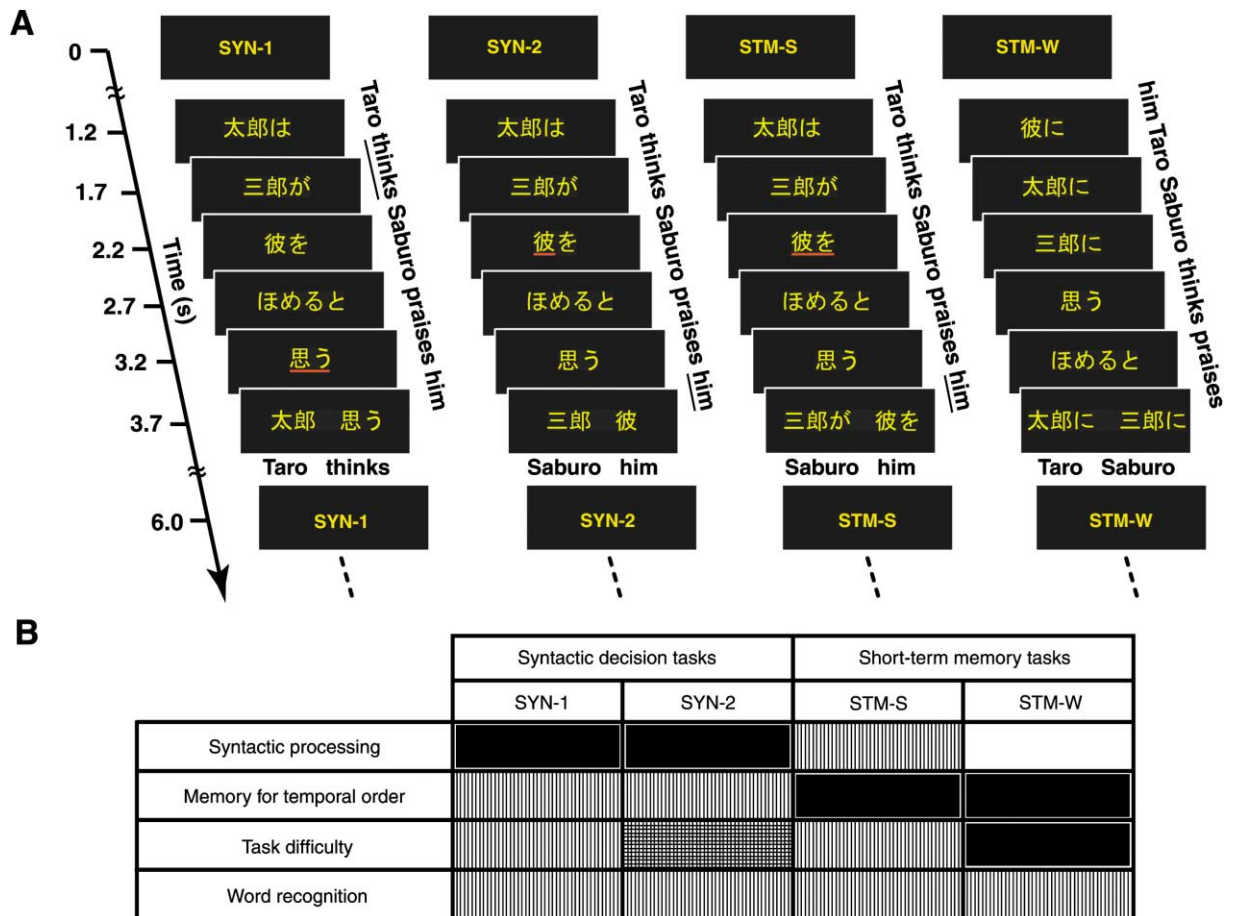 A
0
1.2
1.7
2.2
2.7
3.2
3.7
6.0
Time (s)
SYN-1
太郎は
三郎が
彼を
ほめると
思う
太郎 思う
Taro thinks
SYN-1
Taro thinks Saburo praises him
SYN-2
太郎は
三郎が
彼を
ほめると
思う
三郎 彼
Saburo him
SYN-2
Taro thinks Saburo praises him
STM-S
太郎は
三郎が
彼を
ほめると
思う
三郎が 彼を
Saburo him
STM-S
Taro thinks Saburo praises him
STM-W
彼に
太郎に
三郎に
思う
ほめると
太郎に 三郎に
Taro Saburo
STM-W
him Taro Saburo thinks praises
B
Syntactic decision tasks Short-term memory tasks
SYN-1 SYN-2 STM-S STM-W
Syntactic processing
Memory for temporal order
Task difficulty
Word recognition